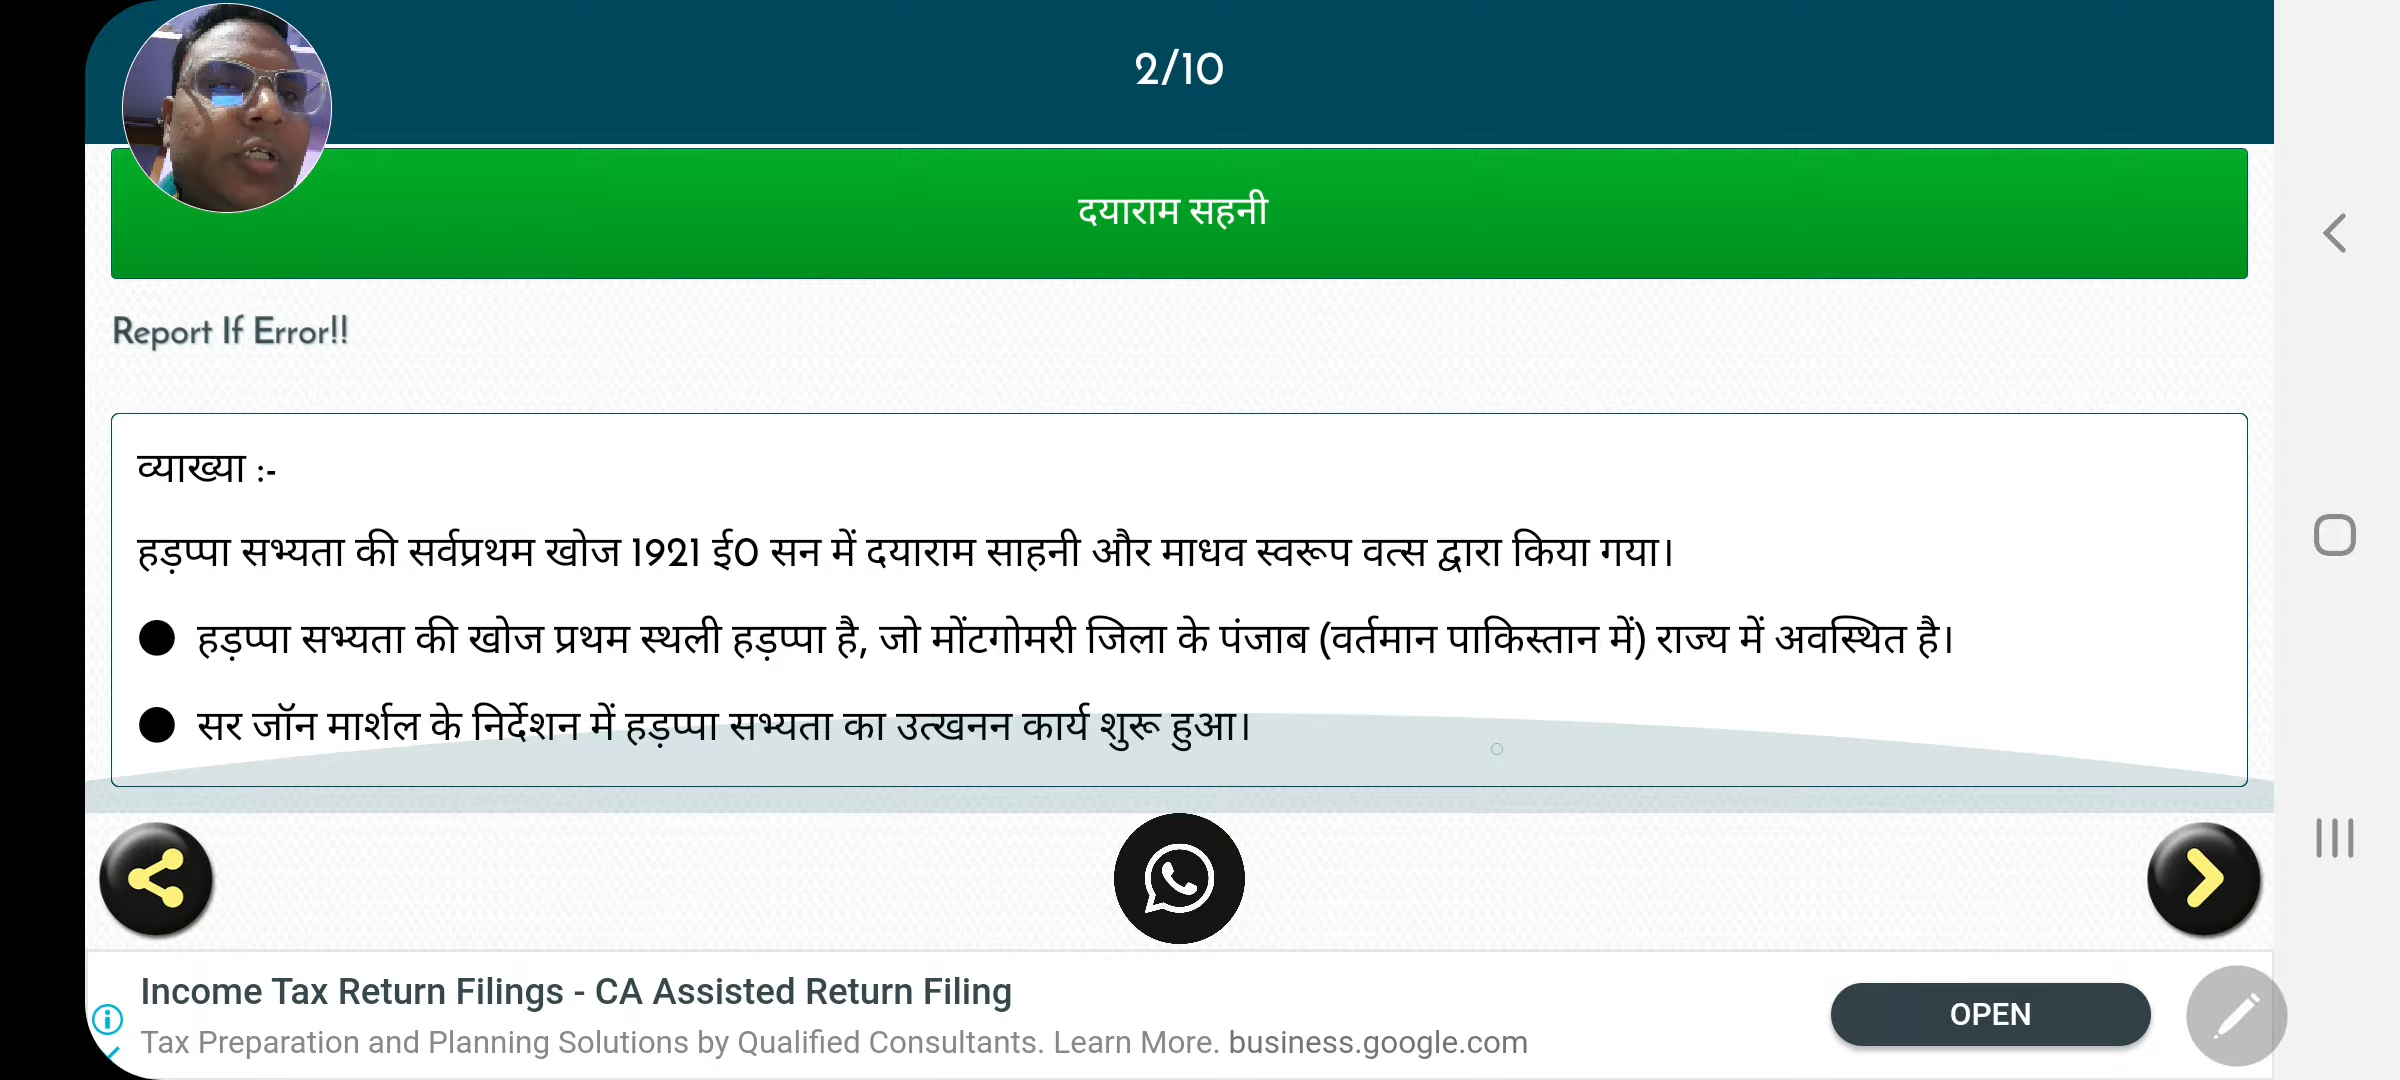 2/10
दयाराम सहनी
Report If Error!!
व्याख्या :-
हड़प्पा सभ्यता की सर्वप्रथम खोज 1921 ई0 सन में दयाराम साहनी और माधव स्वरूप वत्स द्वारा किया गया।
● हड़प्पा सभ्यता की खोज प्रथम स्थली हड़प्पा है, जो मोंटगोमरी जिला के पंजाब (वर्तमान पाकिस्तान में) राज्य में अवस्थित है।
● सर जॉन मार्शल के निर्देशन में हड़प्पा सभ्यता का उत्खनन कार्य शुरू हुआ।
Income Tax Return Filings - CA Assisted Return Filing
Tax Preparation and Planning Solutions by Qualified Consultants. Learn More. business.google.com
OPEN